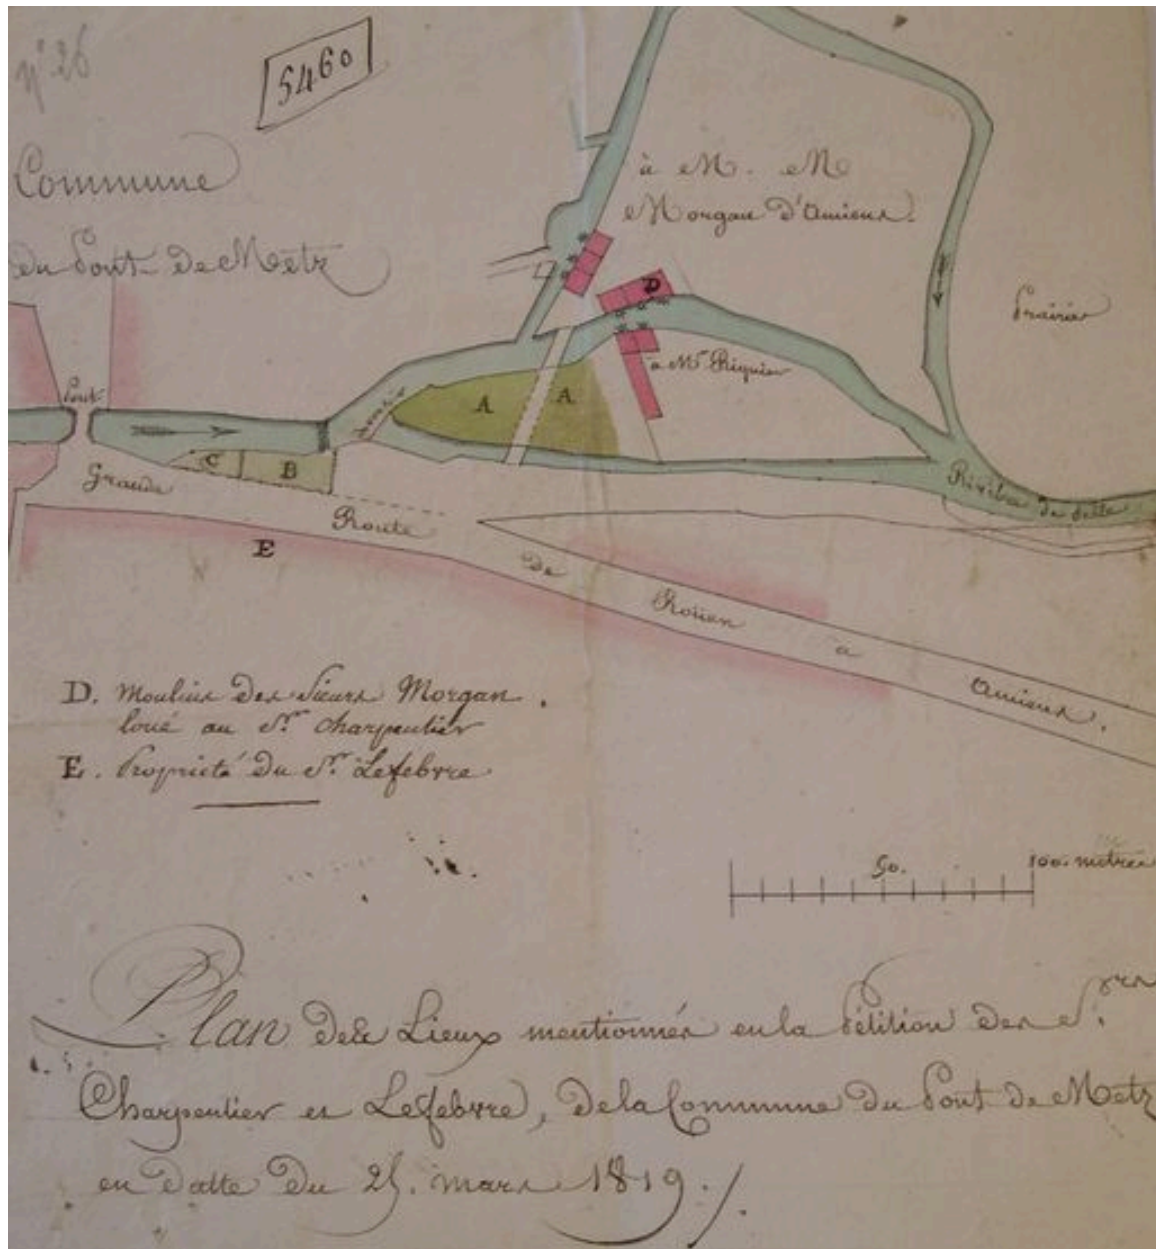 n° 26
5460
Commune
du Pont de Metz
à M. M
Morgan d'Amiens.
Prairie
D
à Mr Riquier
Pont
A
A
C
B
Grande
Route
de
Rouen
à
Amiens.
Rivière de Selle
E
D. Moulins des Sieurs Morgan.
loué au Sr. Charpentier
E. Propriété du Sr. Lefebvre
50.
100 metres
Plan des Lieux mentionnés en la Pétition des Srs.
Charpentier et Lefebvre, de la Commune du Pont de Metz
en datte du 25. mars 1819./.